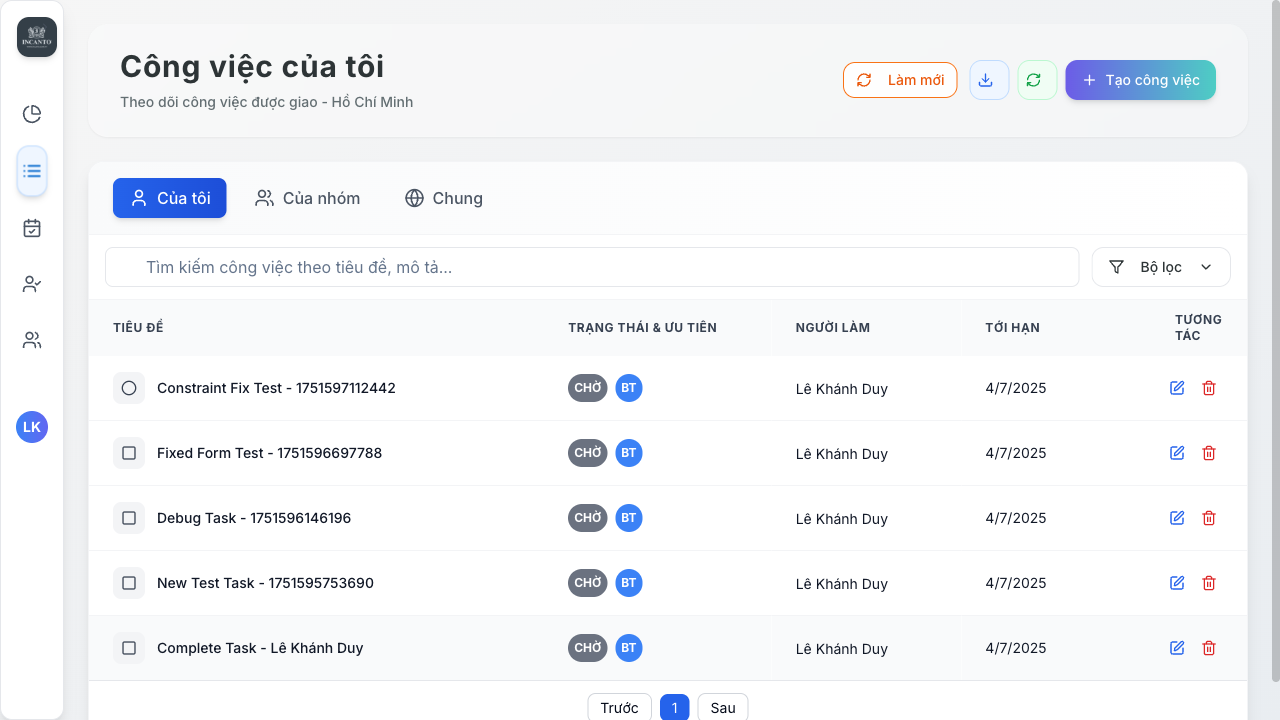 INCANTO
Công việc của tôi
Theo dõi công việc được giao - Hồ Chí Minh
Làm mới
Tạo công việc
Của tôi
Của nhóm
Chung
Tìm kiếm công việc theo tiêu đề, mô tả...
Bộ lọc
TIÊU ĐỀ
TRẠNG THÁI & ƯU TIÊN
NGƯỜI LÀM
TỚI HẠN
TƯƠNG
TÁC
Constraint Fix Test - 1751597112442
CHỜ
BT
Lê Khánh Duy
4/7/2025
Fixed Form Test - 1751596697788
CHỜ
BT
Lê Khánh Duy
4/7/2025
Debug Task - 1751596146196
CHỜ
BT
Lê Khánh Duy
4/7/2025
New Test Task - 1751595753690
CHỜ
BT
Lê Khánh Duy
4/7/2025
Complete Task - Lê Khánh Duy
CHỜ
BT
Lê Khánh Duy
4/7/2025
LK
Trước
1
Sau